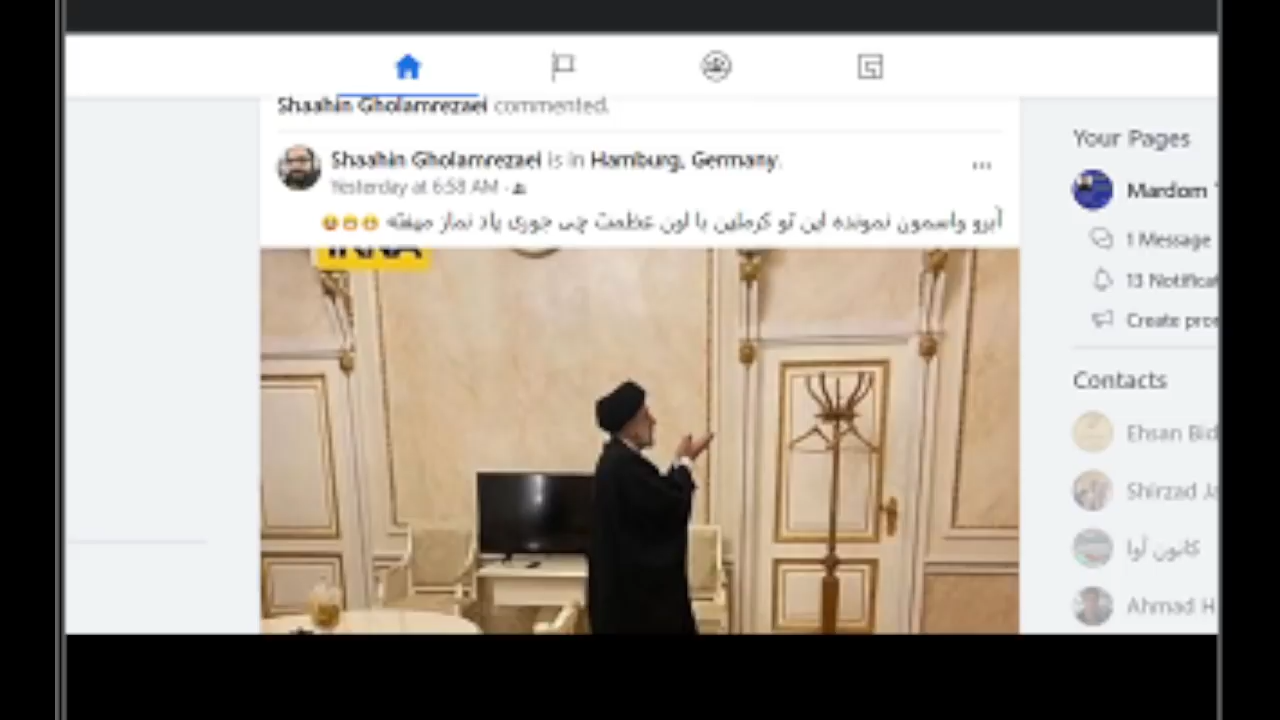 Shaahin Gholamrezaei commented.
Shaahin Gholamrezaei is in Hamburg, Germany.
Yesterday at 6:58 AM
آبرو واسمون نمونده این تو کرملین با اون عظمت چی جوری یاد نماز میفته
IRNA
Your Pages
Mardom T
1 Message
13 Notificat
Create pro
Contacts
Ehsan Bid
Shirzad Ja
کانون آوا
Ahmad H